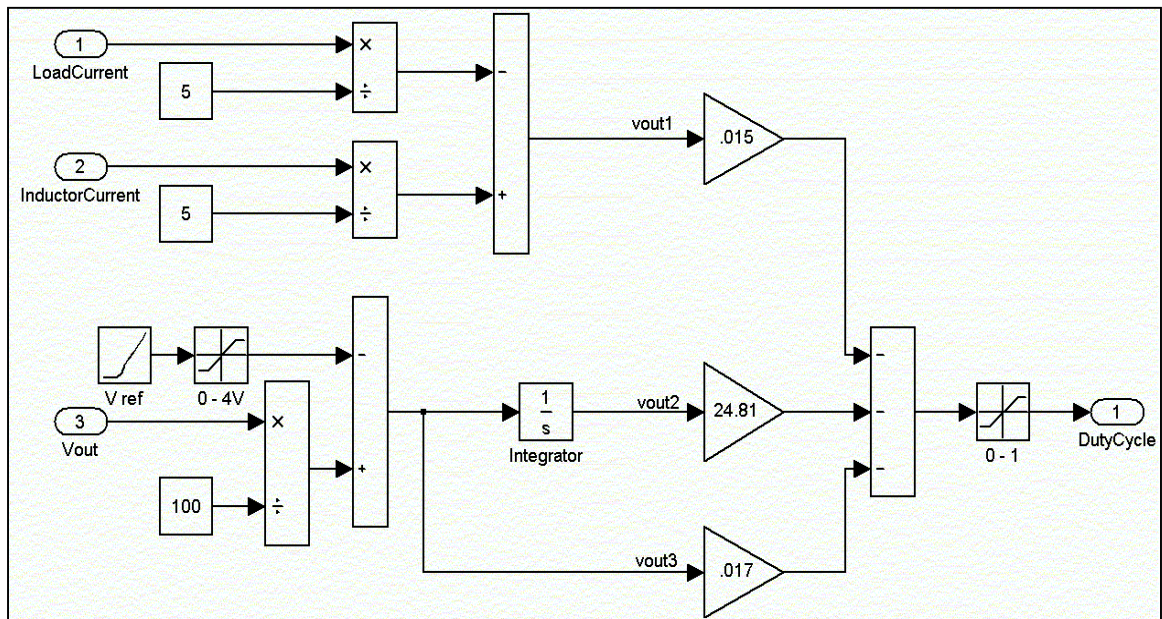 1
×
LoadCurrent
5
÷
-
vout1
.015
2
×
InductorCurrent
5
÷
+
V ref
0 - 4V
-
3
Vout
×
100
÷
+
1
s
Integrator
vout2
24.81
-
-
-
0 - 1
1
DutyCycle
vout3
.017